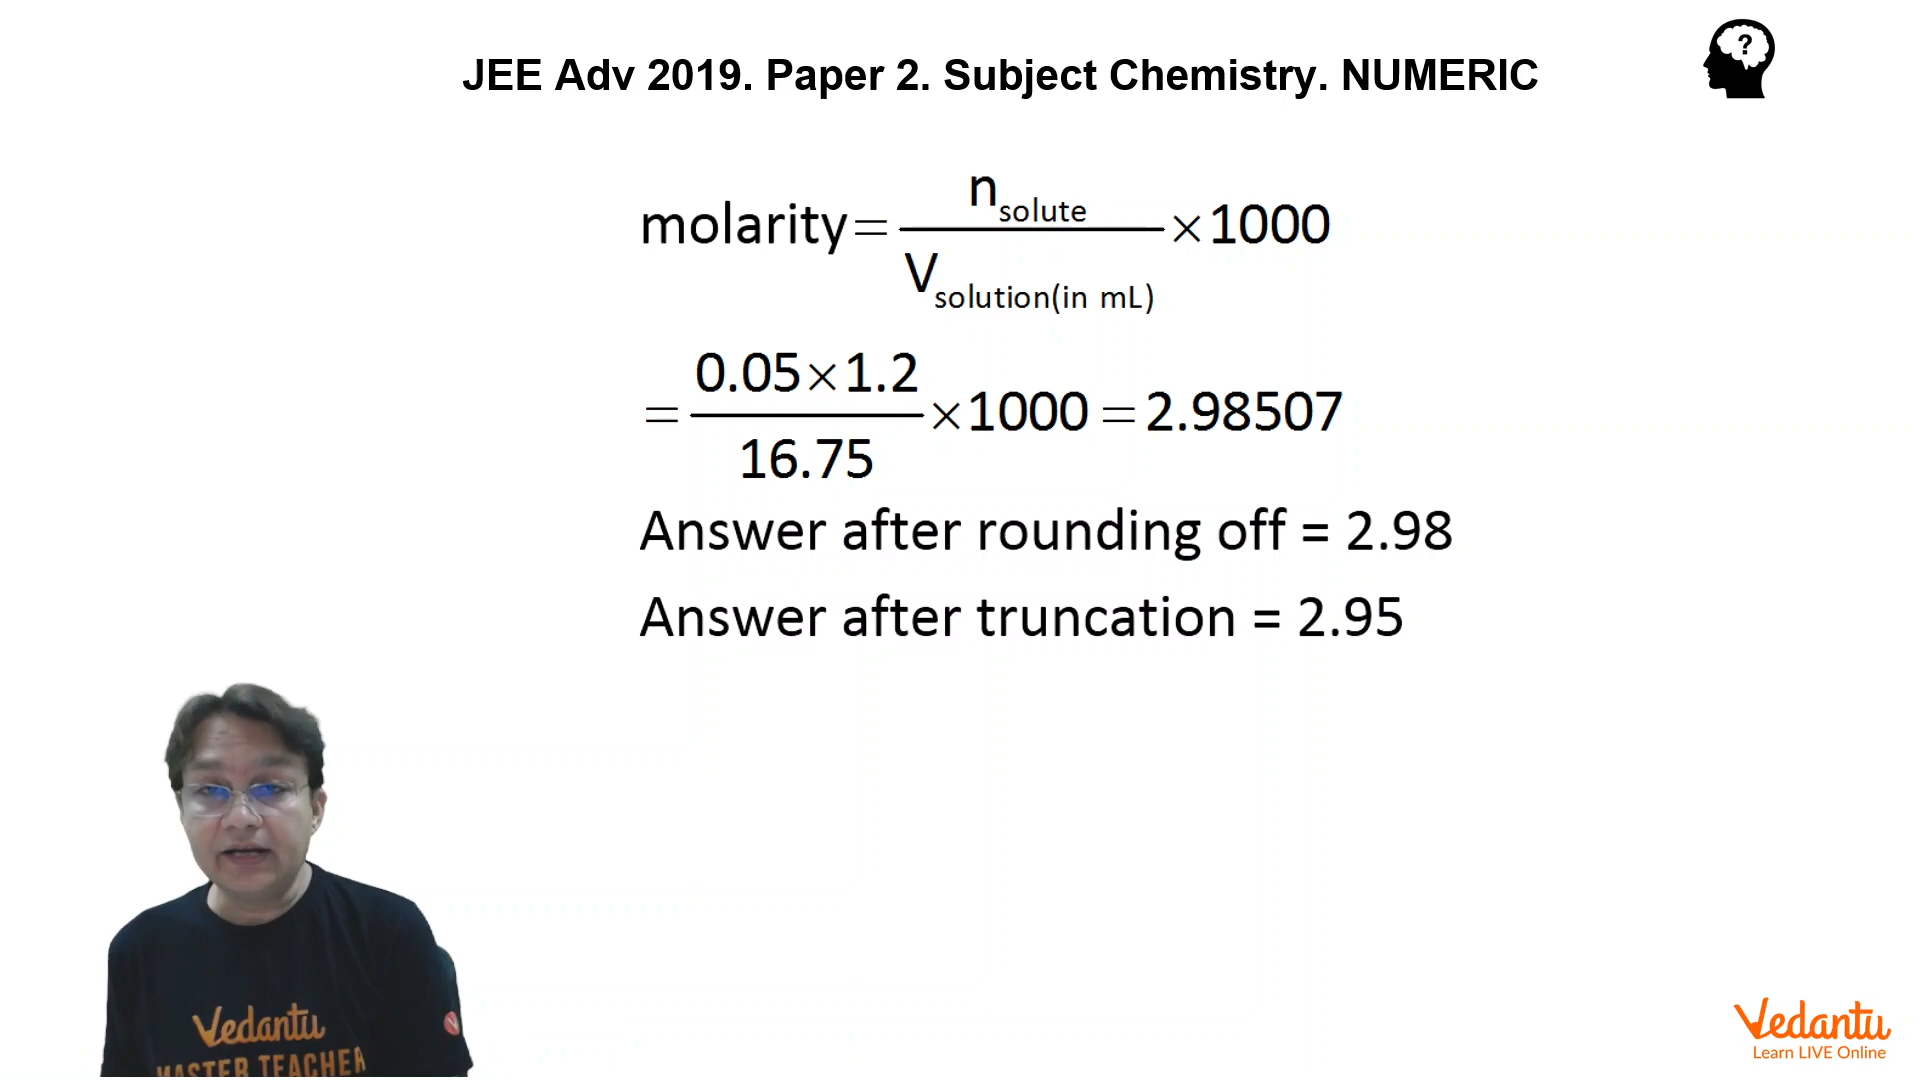 JEE Adv 2019. Paper 2. Subject Chemistry. NUMERIC
?
molarity = n_solute / V_solution(in mL) ×1000
= 0.05×1.2 / 16.75 ×1000 = 2.98507
Answer after rounding off = 2.98
Answer after truncation = 2.95
Vedantu
MASTER TEACHER
V
Vedantu
Learn LIVE Online